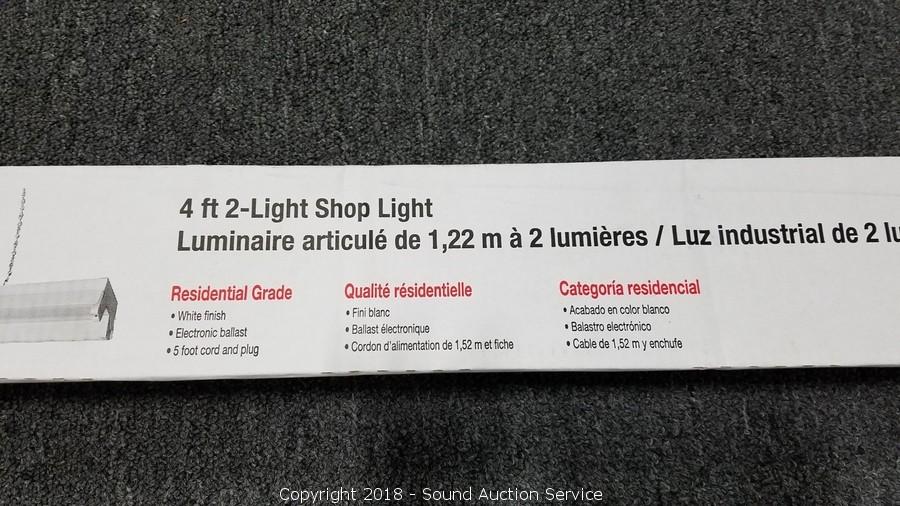 4 ft 2-Light Shop Light
Luminaire articulé de 1,22 m à 2 lumières / Luz industrial de 2 lu
Residential Grade
• White finish
• Electronic ballast
• 5 foot cord and plug
Qualité résidentielle
• Fini blanc
• Ballast électronique
• Cordon d'alimentation de 1,52 m et fiche
Categoría residencial
• Acabado en color blanco
• Balastro electrónico
• Cable de 1,52 m y enchufe
Copyright 2018 - Sound Auction Service